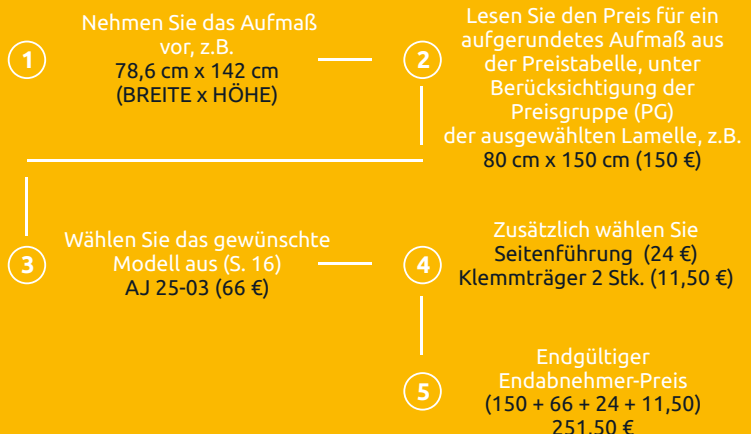 1
Nehmen Sie das Aufmaß
vor, z.B.
78,6 cm x 142 cm
(BREITE x HÖHE)
2
Lesen Sie den Preis für ein
aufgerundetes Aufmaß aus
der Preistabelle, unter
Berücksichtigung der
Preisgruppe (PG)
der ausgewählten Lamelle, z.B.
80 cm x 150 cm (150 €)
3
Wählen Sie das gewünschte
Modell aus (S. 16)
AJ 25-03 (66 €)
4
Zusätzlich wählen Sie
Seitenführung (24 €)
Klemmträger 2 Stk. (11,50 €)
5
Endgültiger
Endabnehmer-Preis
(150 + 66 + 24 + 11,50)
251,50 €